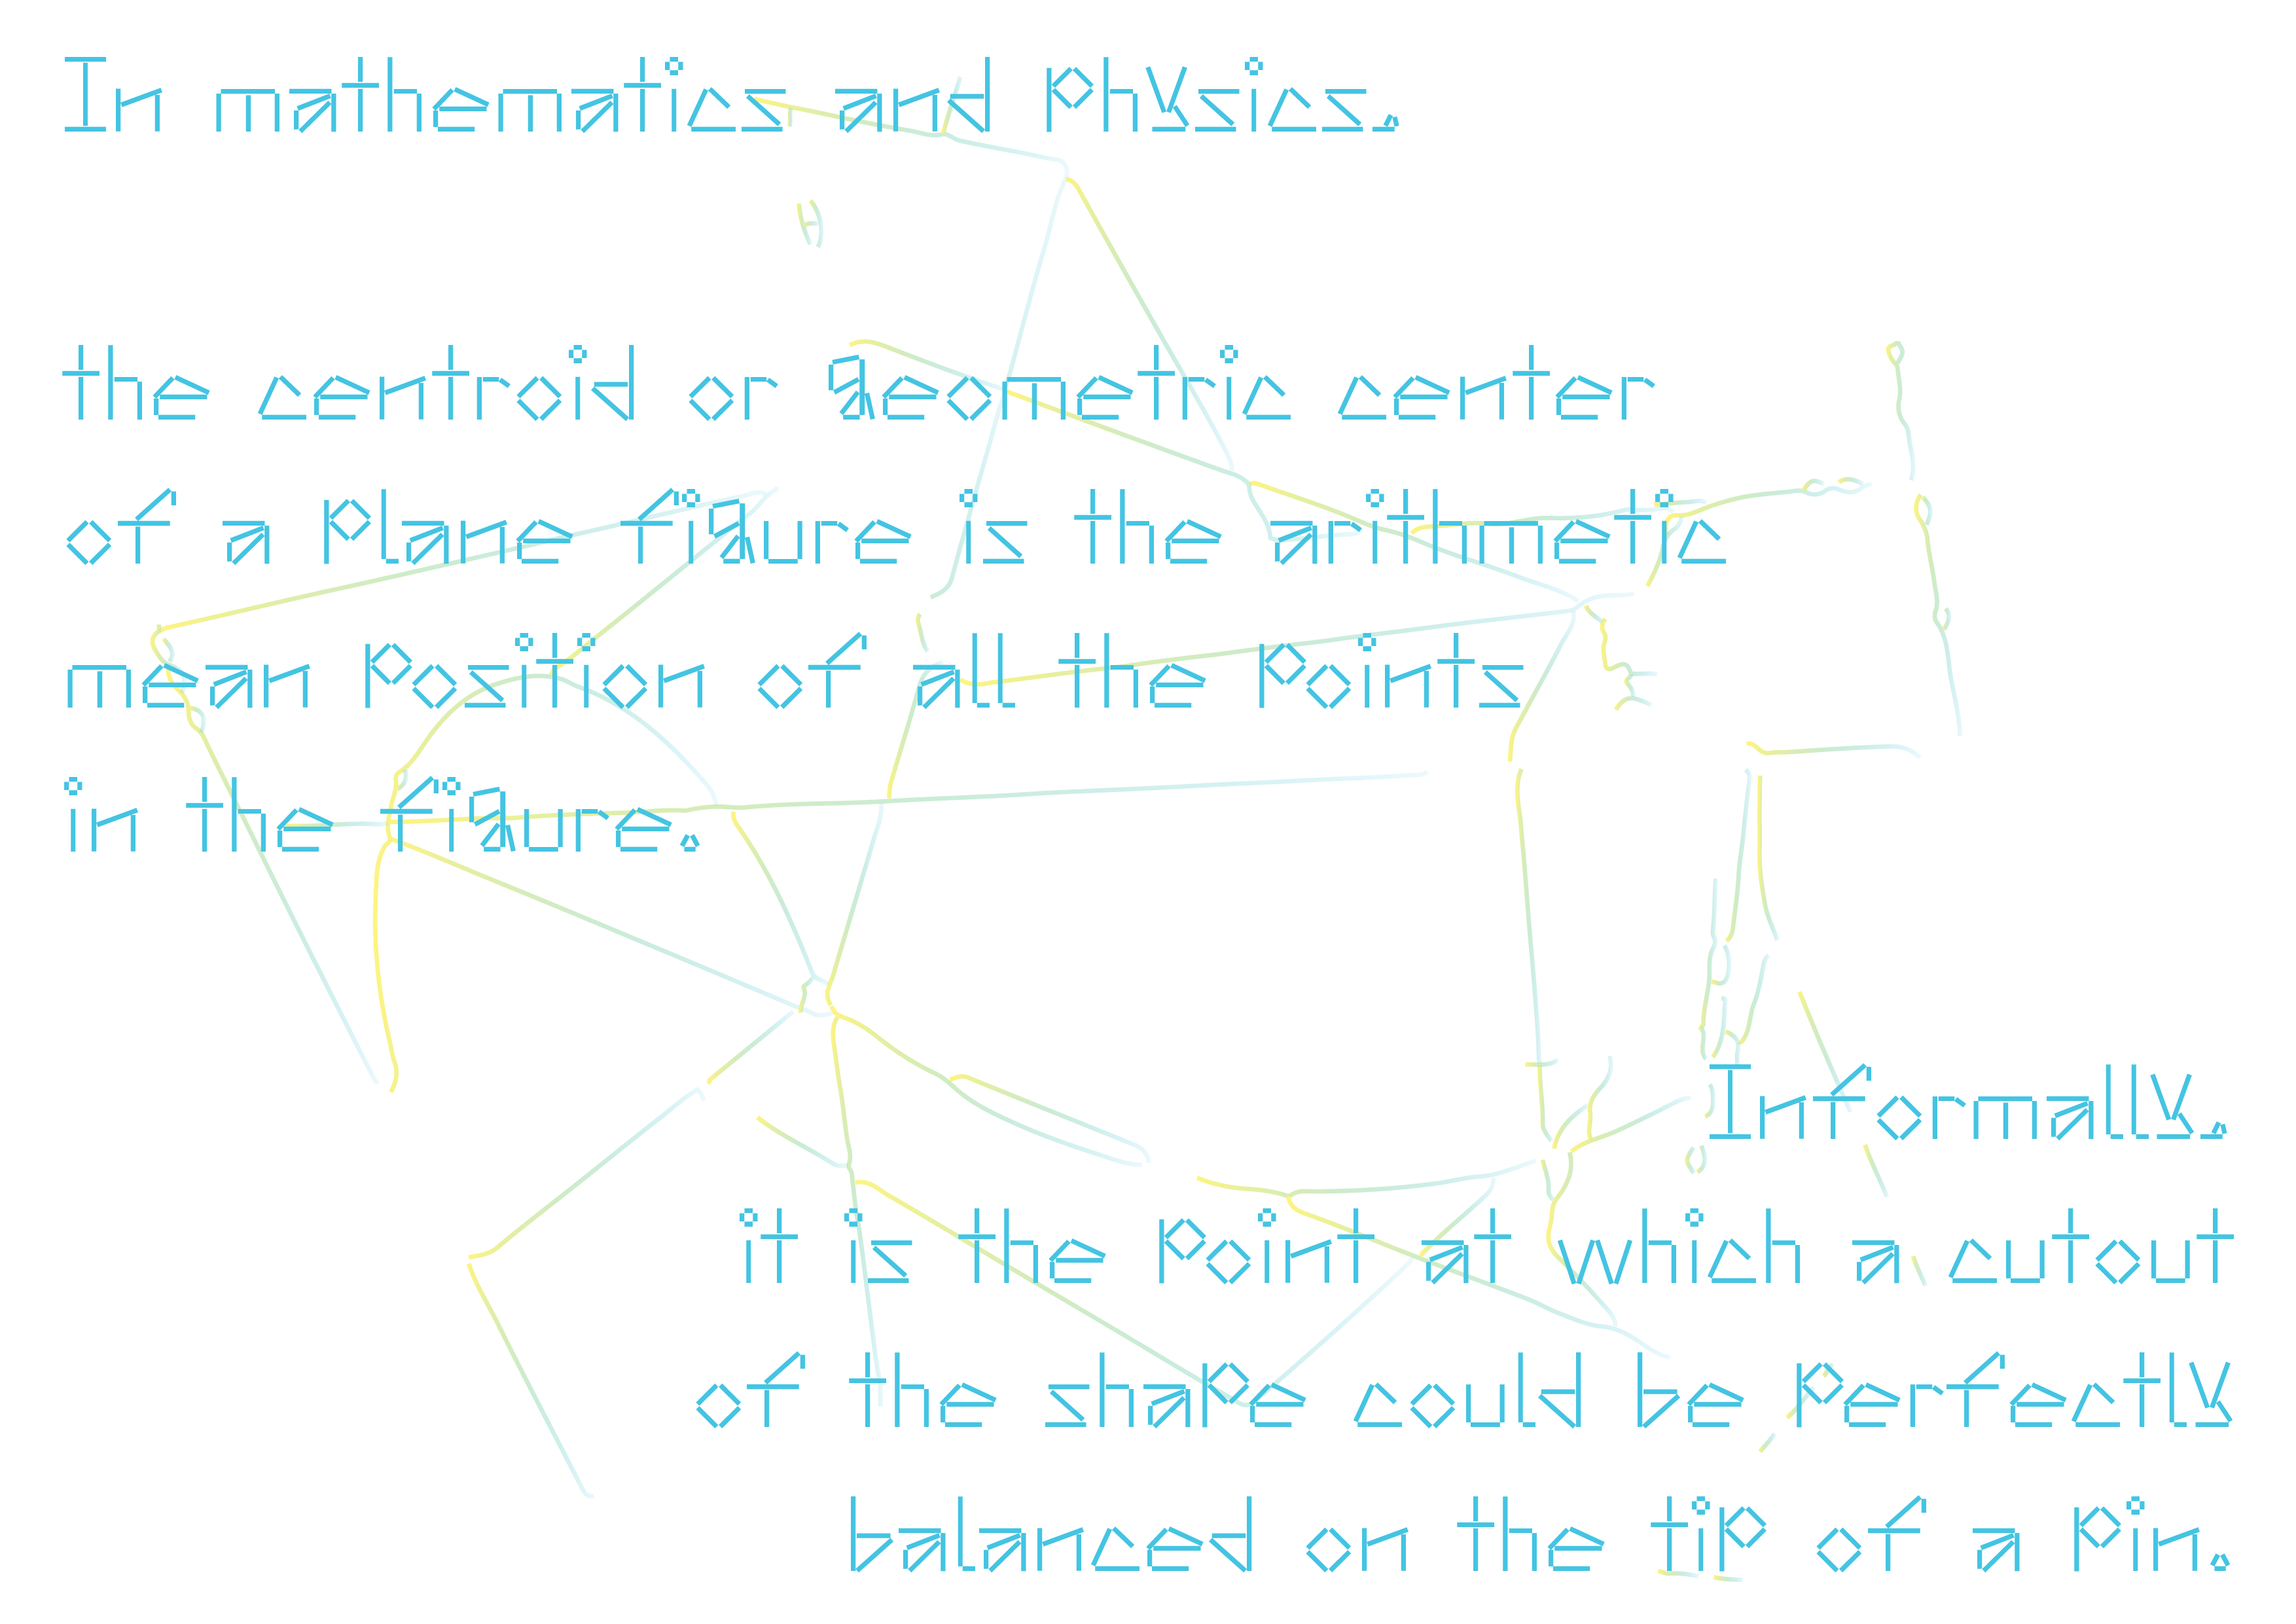 In mathematics and physics,
the centroid or geometric center
of a plane figure is the arithmetic
mean position of all the points
in the figure.
Informally,
it is the point at which a cutout
of the shape could be perfectly
balanced on the tip of a pin.